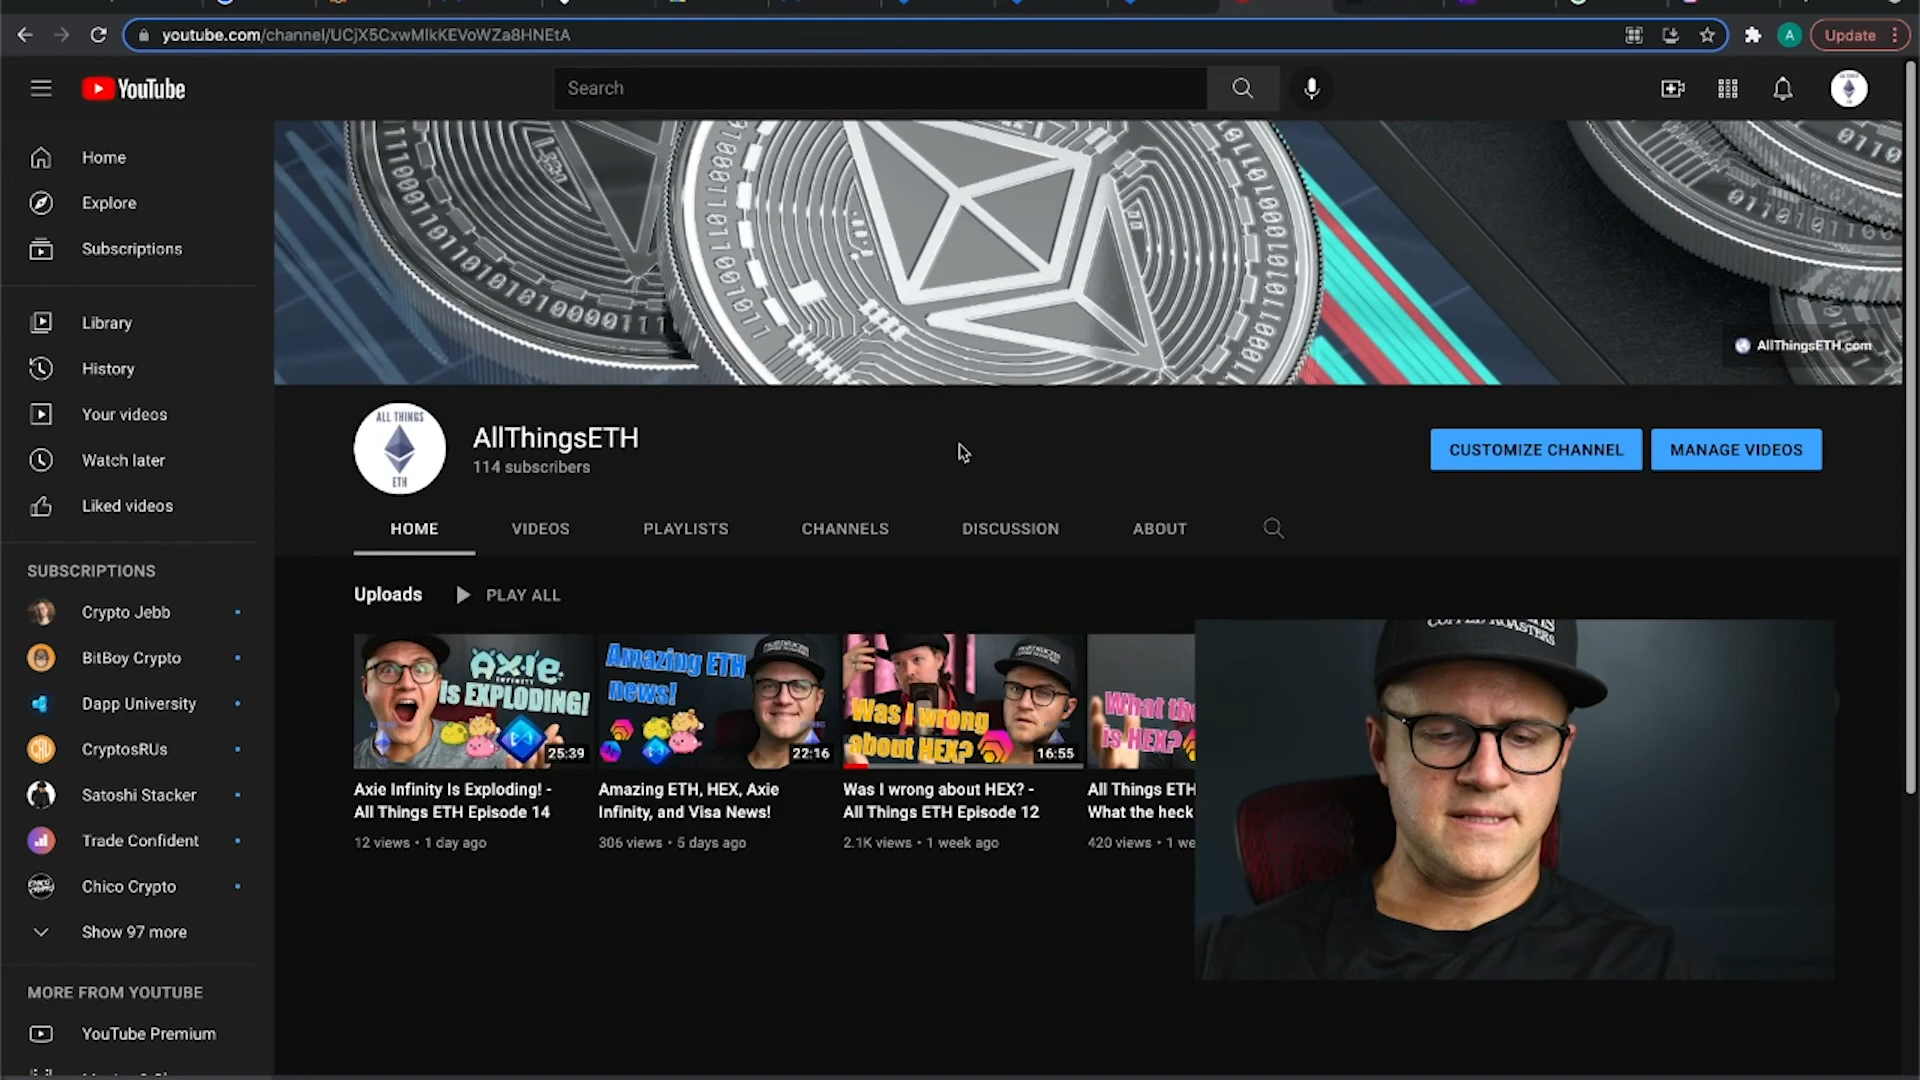 youtube.com/channel/UCjX5CxwMlkKEVoWZa8HNEtA
A
Update
YouTube
Search
Home
Explore
Subscriptions
Library
History
Your videos
Watch later
Liked videos
SUBSCRIPTIONS
Crypto Jebb
BitBoy Crypto
Dapp University
CryptosRUs
Satoshi Stacker
Trade Confident
Chico Crypto
Show 97 more
MORE FROM YOUTUBE
YouTube Premium
AllThingsETH.com
ALL THINGS
ETH
AllThingsETH
114 subscribers
CUSTOMIZE CHANNEL
MANAGE VIDEOS
HOME
VIDEOS
PLAYLISTS
CHANNELS
DISCUSSION
ABOUT
Uploads
PLAY ALL
AXIE
INFINITY
is EXPLODING!
25:39
Amazing ETH
news!
22:16
Was I wrong
about HEX?
16:55
What the
is HEX?
Axie Infinity Is Exploding! -
All Things ETH Episode 14
12 views • 1 day ago
Amazing ETH, HEX, Axie
Infinity, and Visa News!
306 views • 5 days ago
Was I wrong about HEX? -
All Things ETH Episode 12
2.1K views • 1 week ago
All Things ETH
What the heck
420 views • 1 we
COFFEE ROASTERS